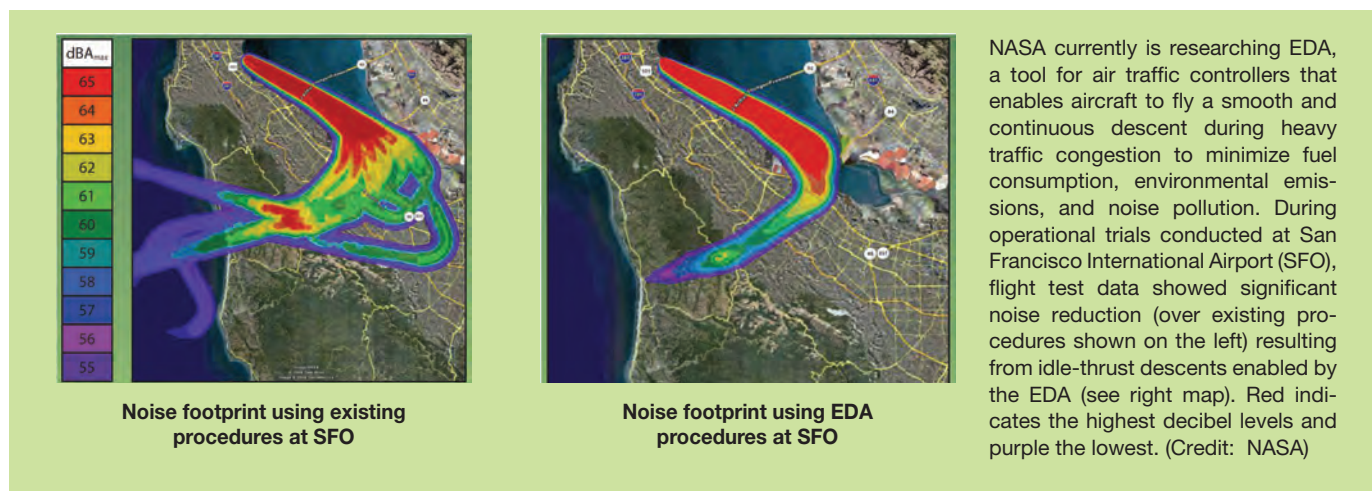 dBAmax
65
64
63
62
61
60
59
58
57
56
55
Noise footprint using existing
procedures at SFO
Noise footprint using EDA
procedures at SFO
NASA currently is researching EDA,
a tool for air traffic controllers that
enables aircraft to fly a smooth and
continuous descent during heavy
traffic congestion to minimize fuel
consumption, environmental emis-
sions, and noise pollution. During
operational trials conducted at San
Francisco International Airport (SFO),
flight test data showed significant
noise reduction (over existing pro-
cedures shown on the left) resulting
from idle-thrust descents enabled by
the EDA (see right map). Red indi-
cates the highest decibel levels and
purple the lowest. (Credit: NASA)